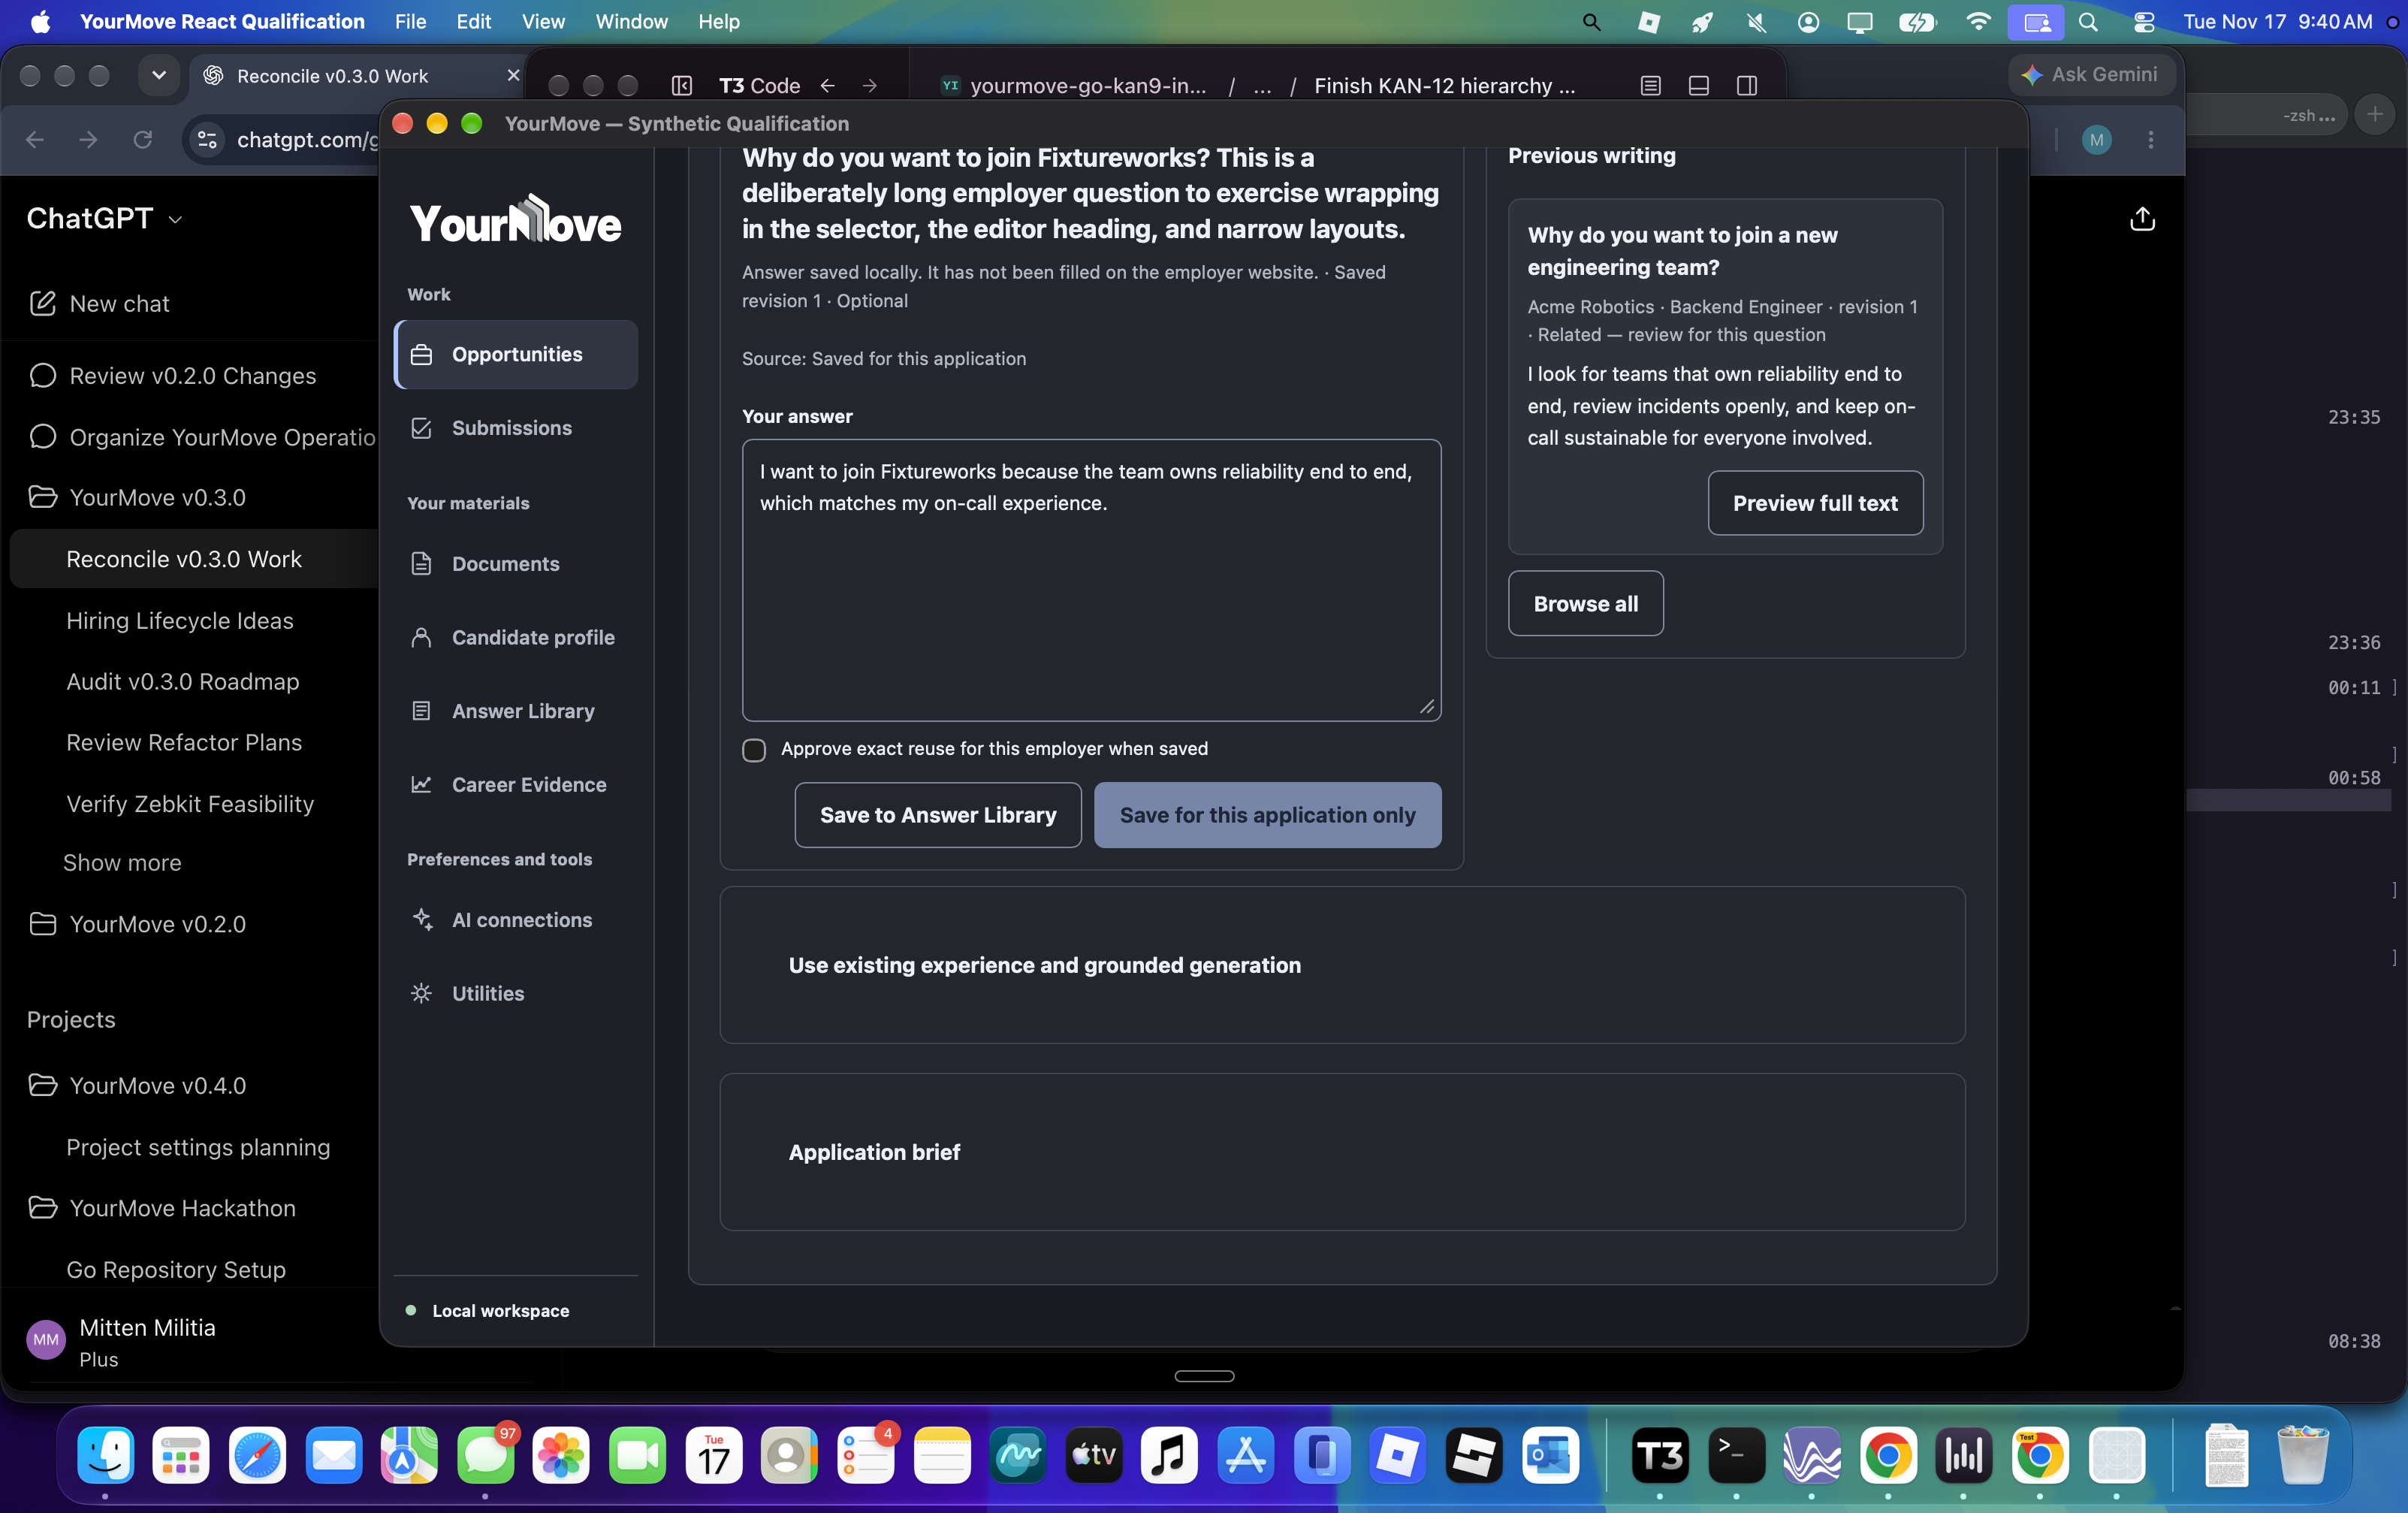 YourMove React Qualification File Edit View Window Help
Tue Nov 17 9:40 AM
Reconcile v0.3.0 Work
T3 Code
YI yourmove-go-kan9-in... / ... / Finish KAN-12 hierarchy ...
Ask Gemini
chatgpt.com/g
-zsh ...
M
YourMove — Synthetic Qualification
ChatGPT
New chat
Review v0.2.0 Changes
Organize YourMove Operatio
YourMove v0.3.0
Reconcile v0.3.0 Work
Hiring Lifecycle Ideas
Audit v0.3.0 Roadmap
Review Refactor Plans
Verify Zebkit Feasibility
Show more
YourMove v0.2.0
Projects
YourMove v0.4.0
Project settings planning
YourMove Hackathon
Go Repository Setup
MM
Mitten Militia
Plus
YourMove
Work
Opportunities
Submissions
Your materials
Documents
Candidate profile
Answer Library
Career Evidence
Preferences and tools
AI connections
Utilities
Local workspace
Why do you want to join Fixtureworks? This is a
deliberately long employer question to exercise wrapping
in the selector, the editor heading, and narrow layouts.
Answer saved locally. It has not been filled on the employer website. · Saved
revision 1 · Optional
Source: Saved for this application
Your answer
I want to join Fixtureworks because the team owns reliability end to end,
which matches my on-call experience.
Approve exact reuse for this employer when saved
Save to Answer Library
Save for this application only
Previous writing
Why do you want to join a new
engineering team?
Acme Robotics · Backend Engineer · revision 1
· Related — review for this question
I look for teams that own reliability end to
end, review incidents openly, and keep on-
call sustainable for everyone involved.
Preview full text
Browse all
Use existing experience and grounded generation
Application brief
23:35
23:36
00:11 ]
]
00:58
]
]
08:38
97
Tue
17
4
tv
T3
>_
Test